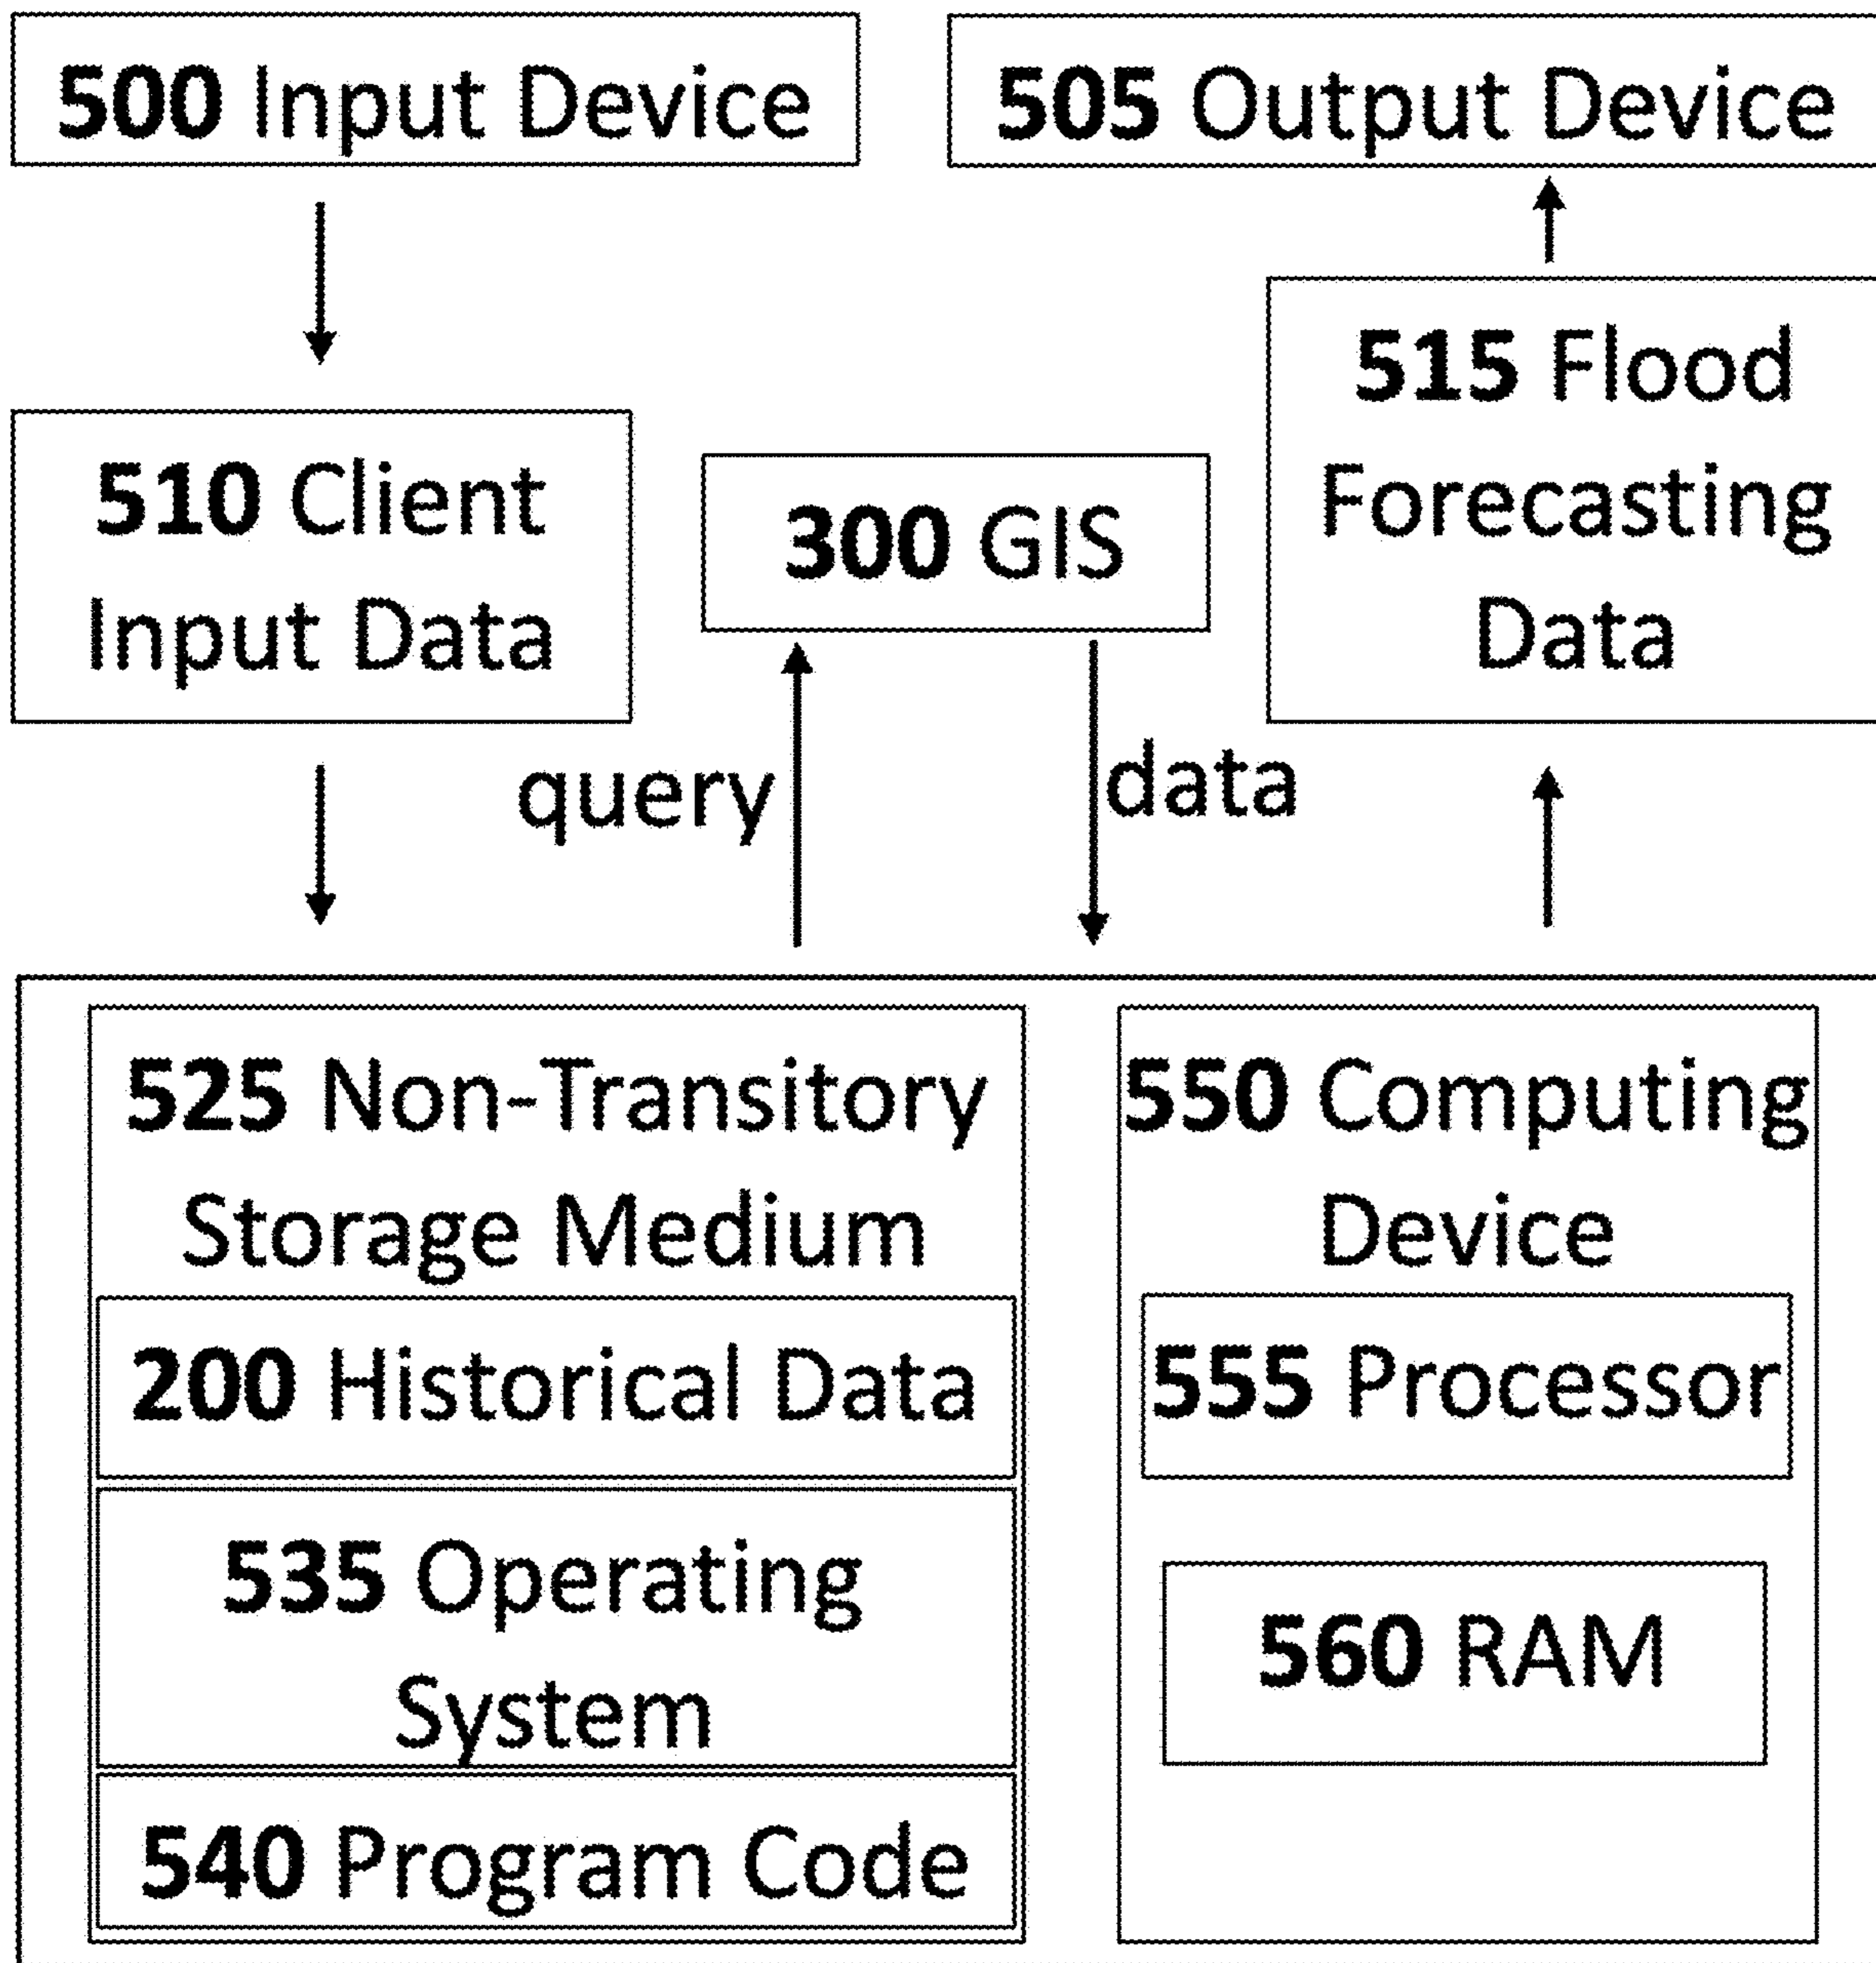 500 Input Device
505 Output Device
510 Client
Input Data
300 GIS
515 Flood
Forecasting
Data
query
data
525 Non-Transitory
Storage Medium
200 Historical Data
535 Operating
System
540 Program Code
550 Computing
Device
555 Processor
560 RAM